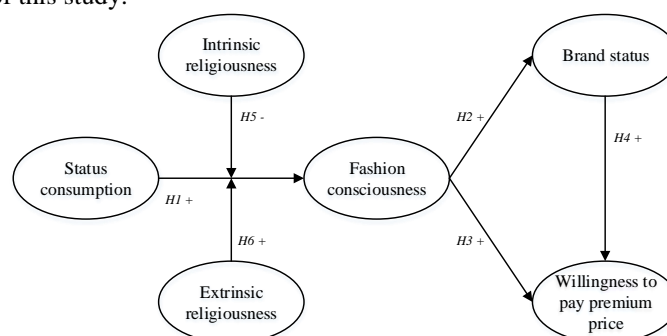 of this study.
Intrinsic
religiousness
Brand status
H5 -
H2 +
H4 +
Status
consumption
Fashion
consciousness
H1 +
H6 +
H3 +
Extrinsic
religiousness
Willingness to
pay premium
price